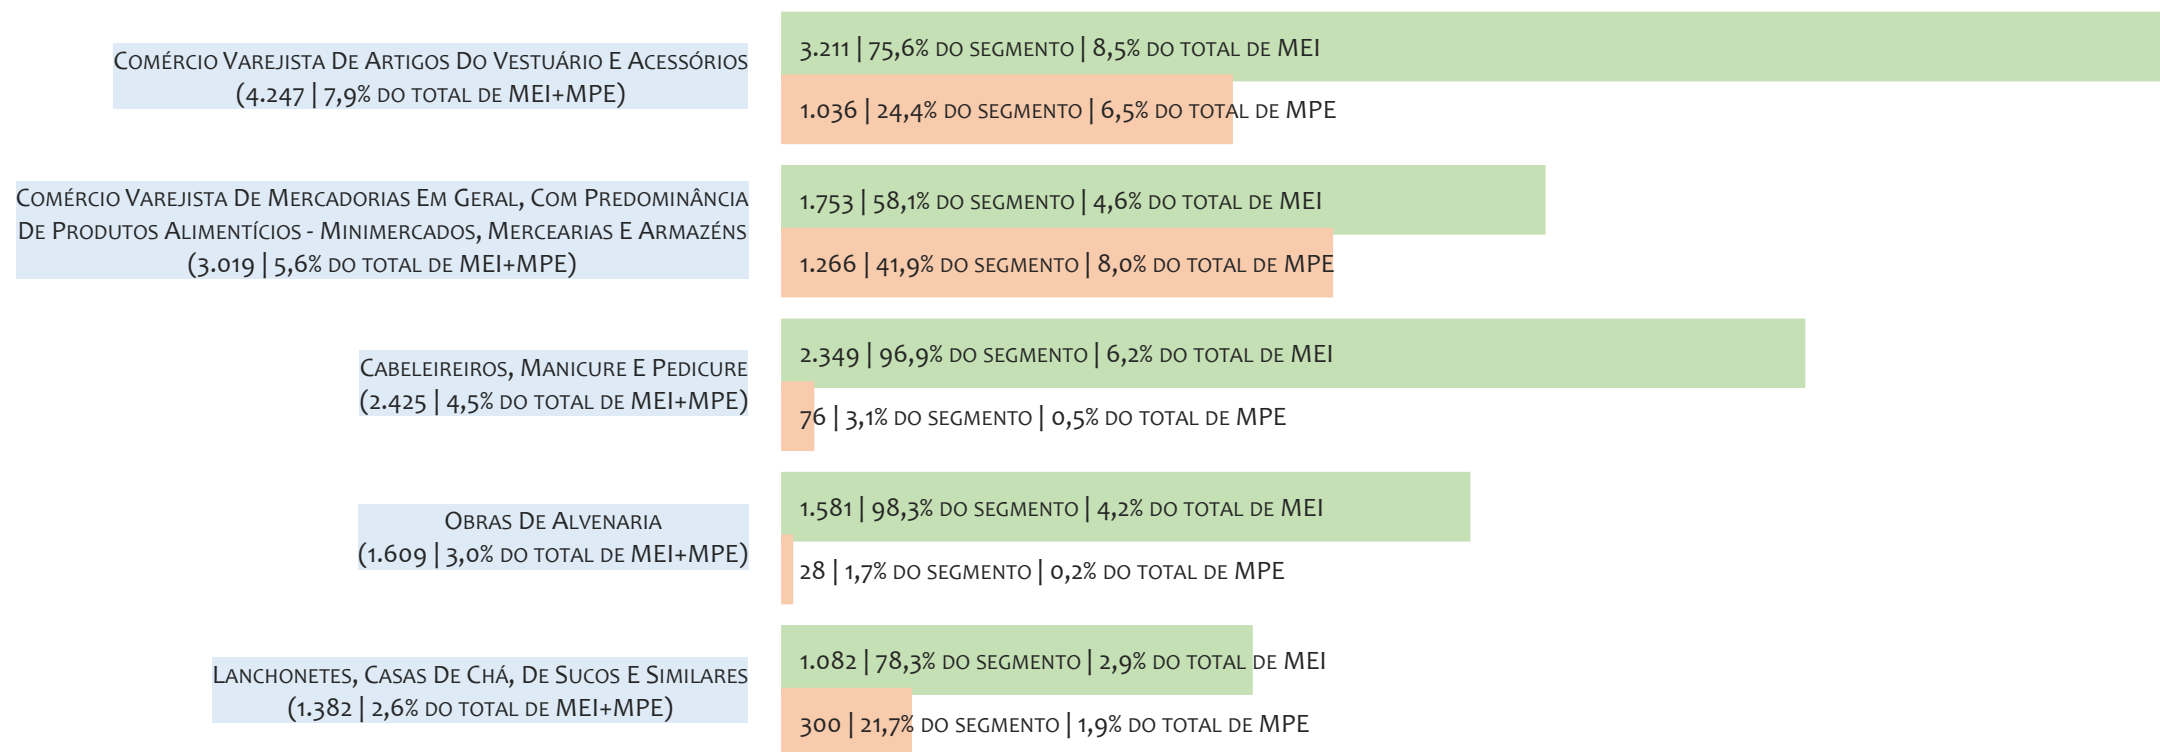 Comércio Varejista De Artigos Do Vestuário E Acessórios
(4.247 | 7,9% do total de MEI+MPE)
3.211 | 75,6% do segmento | 8,5% do total de MEI
1.036 | 24,4% do segmento | 6,5% do total de MPE
Comércio Varejista De Mercadorias Em Geral, Com Predominância
De Produtos Alimentícios - Minimercados, Mercearias E Armazéns
(3.019 | 5,6% do total de MEI+MPE)
1.753 | 58,1% do segmento | 4,6% do total de MEI
1.266 | 41,9% do segmento | 8,0% do total de MPE
Cabeleireiros, Manicure E Pedicure
(2.425 | 4,5% do total de MEI+MPE)
2.349 | 96,9% do segmento | 6,2% do total de MEI
76 | 3,1% do segmento | 0,5% do total de MPE
Obras De Alvenaria
(1.609 | 3,0% do total de MEI+MPE)
1.581 | 98,3% do segmento | 4,2% do total de MEI
28 | 1,7% do segmento | 0,2% do total de MPE
Lanchonetes, Casas De Chá, De Sucos E Similares
(1.382 | 2,6% do total de MEI+MPE)
1.082 | 78,3% do segmento | 2,9% do total de MEI
300 | 21,7% do segmento | 1,9% do total de MPE